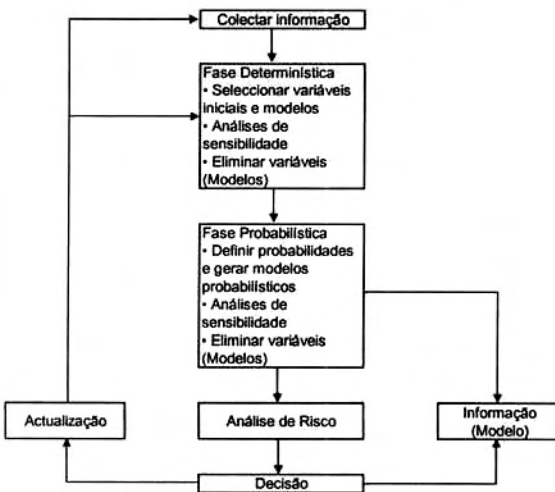 Colectar informação
Fase Determinística
• Seleccionar variáveis
iniciais e modelos
• Análises de
sensibilidade
• Eliminar variáveis
(Modelos)
Fase Probabilística
• Definir probabilidades
e gerar modelos
probabilísticos
• Análises de
sensibilidade
• Eliminar variáveis
(Modelos)
Actualização
Análise de Risco
Informação
(Modelo)
Decisão